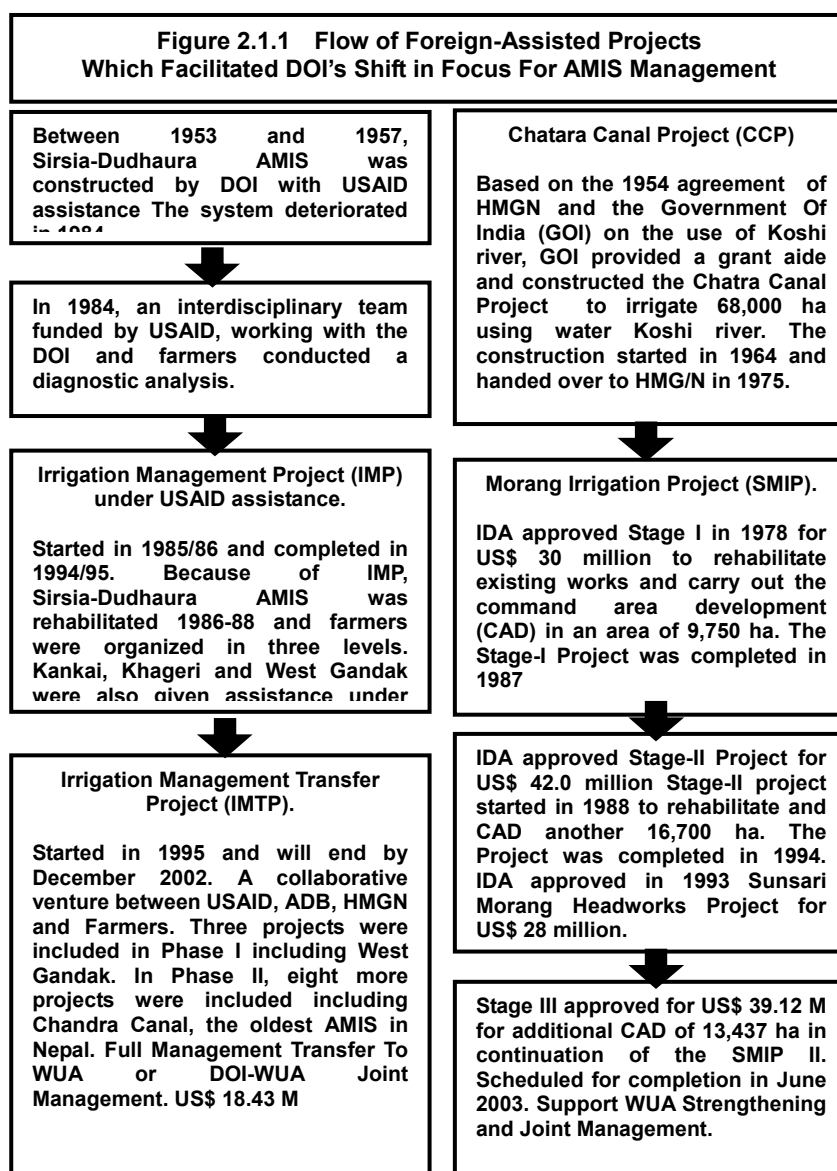 Figure 2.1.1 Flow of Foreign-Assisted Projects
Which Facilitated DOI's Shift in Focus For AMIS Management
Between 1953 and 1957,
Sirsia-Dudhaura AMIS was
constructed by DOI with USAID
assistance The system deteriorated
in 1984
In 1984, an interdisciplinary team
funded by USAID, working with the
DOI and farmers conducted a
diagnostic analysis.
Irrigation Management Project (IMP)
under USAID assistance.
Started in 1985/86 and completed in
1994/95. Because of IMP,
Sirsia-Dudhaura AMIS was
rehabilitated 1986-88 and farmers
were organized in three levels.
Kankai, Khageri and West Gandak
were also given assistance under
Irrigation Management Transfer
Project (IMTP).
Started in 1995 and will end by
December 2002. A collaborative
venture between USAID, ADB, HMGN
and Farmers. Three projects were
included in Phase I including West
Gandak. In Phase II, eight more
projects were included including
Chandra Canal, the oldest AMIS in
Nepal. Full Management Transfer To
WUA or DOI-WUA Joint
Management. US$ 18.43 M
Chatara Canal Project (CCP)
Based on the 1954 agreement of
HMGN and the Government Of
India (GOI) on the use of Koshi
river, GOI provided a grant aide
and constructed the Chatra Canal
Project to irrigate 68,000 ha
using water Koshi river. The
construction started in 1964 and
handed over to HMG/N in 1975.
Morang Irrigation Project (SMIP).
IDA approved Stage I in 1978 for
US$ 30 million to rehabilitate
existing works and carry out the
command area development
(CAD) in an area of 9,750 ha. The
Stage-I Project was completed in
1987
IDA approved Stage-II Project for
US$ 42.0 million Stage-II project
started in 1988 to rehabilitate and
CAD another 16,700 ha. The
Project was completed in 1994.
IDA approved in 1993 Sunsari
Morang Headworks Project for
US$ 28 million.
Stage III approved for US$ 39.12 M
for additional CAD of 13,437 ha in
continuation of the SMIP II.
Scheduled for completion in June
2003. Support WUA Strengthening
and Joint Management.